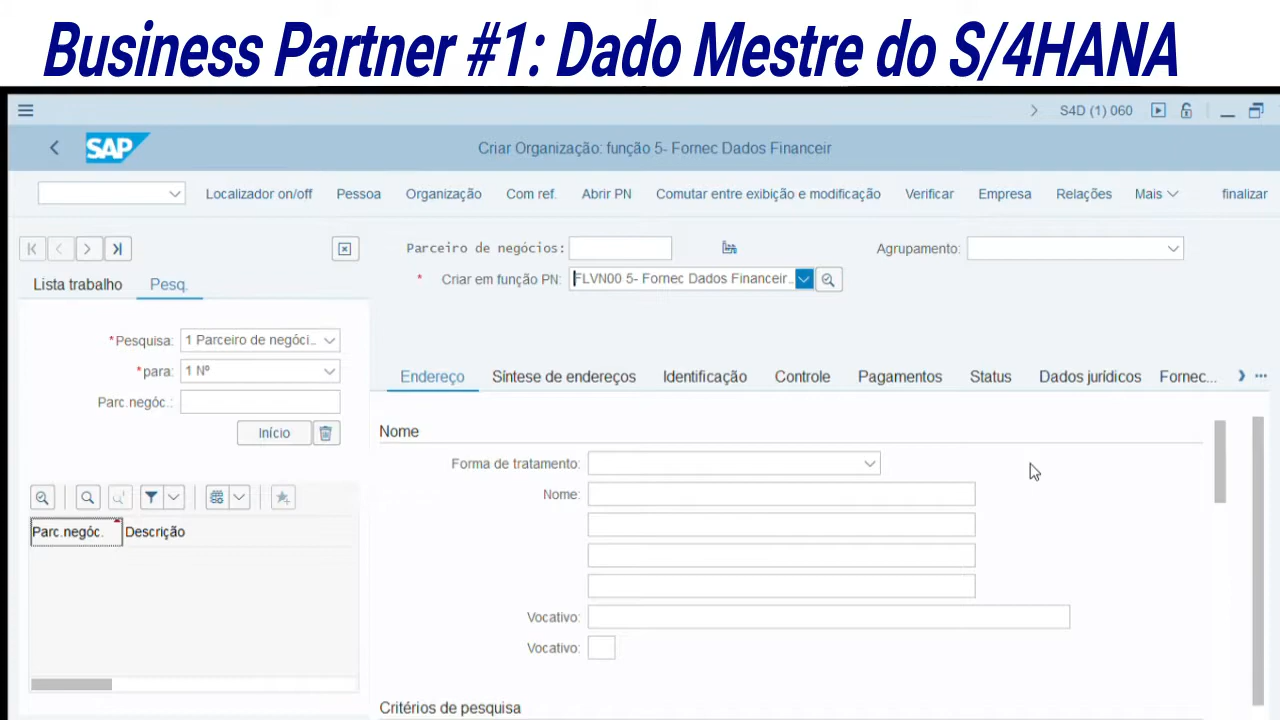 Business Partner #1: Dado Mestre do S/4HANA
S4D (1) 060
SAP
Criar Organização: função 5- Fornec Dados Financeir
Localizador on/off Pessoa Organização Com ref. Abrir PN Comutar entre exibição e modificação Verificar Empresa Relações Mais finalizar
Parceiro de negócios: Agrupamento:
* Criar em função PN: FLVN00 5- Fornec Dados Financeir..
Lista trabalho Pesq.
*Pesquisa: 1 Parceiro de negóci..
*para: 1 Nº
Parc.negóc.:
Início
Parc.negóc. Descrição
Endereço Síntese de endereços Identificação Controle Pagamentos Status Dados jurídicos Fornec...
Nome
Forma de tratamento:
Nome:
Vocativo:
Vocativo:
Critérios de pesquisa